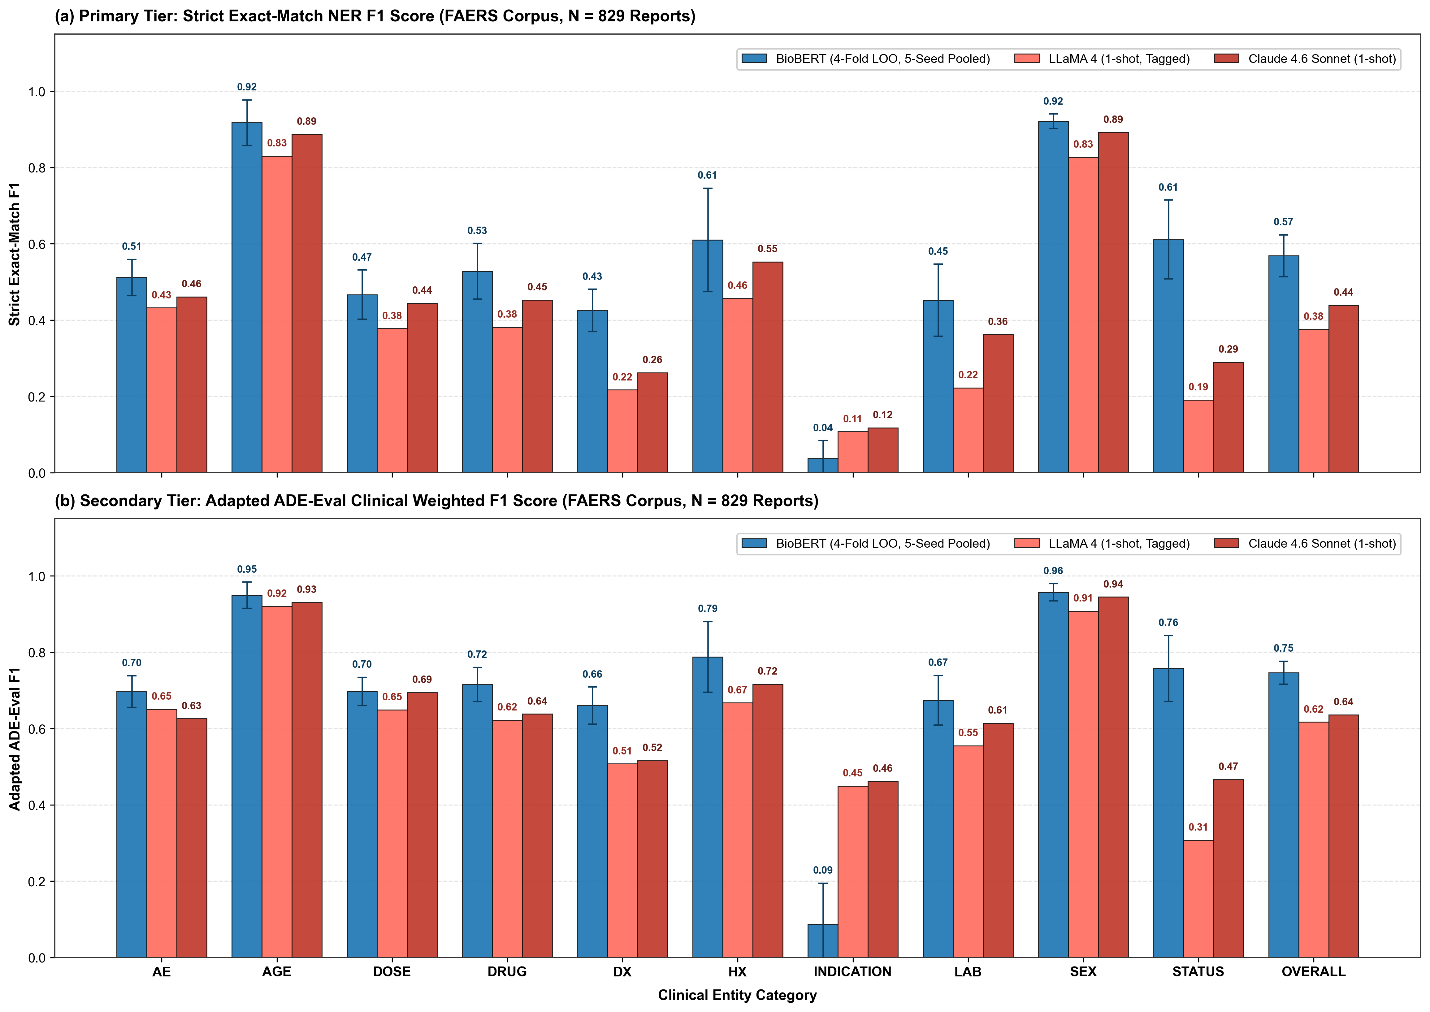 (a) Primary Tier: Strict Exact-Match NER F1 Score (FAERS Corpus, N = 829 Reports)
BioBERT (4-Fold LOO, 5-Seed Pooled) LLaMA 4 (1-shot, Tagged) Claude 4.6 Sonnet (1-shot)
Strict Exact-Match F1
1.0
0.8
0.6
0.4
0.2
0.0
0.51 0.43 0.46
0.92 0.83 0.89
0.47 0.38 0.44
0.53 0.38 0.45
0.43 0.22 0.26
0.61 0.46 0.55
0.04 0.11 0.12
0.45 0.22 0.36
0.92 0.83 0.89
0.61 0.19 0.29
0.57 0.38 0.44
(b) Secondary Tier: Adapted ADE-Eval Clinical Weighted F1 Score (FAERS Corpus, N = 829 Reports)
BioBERT (4-Fold LOO, 5-Seed Pooled) LLaMA 4 (1-shot, Tagged) Claude 4.6 Sonnet (1-shot)
Adapted ADE-Eval F1
1.0
0.8
0.6
0.4
0.2
0.0
0.70 0.65 0.63
0.95 0.92 0.93
0.70 0.65 0.69
0.72 0.62 0.64
0.66 0.51 0.52
0.79 0.67 0.72
0.09 0.45 0.46
0.67 0.55 0.61
0.96 0.91 0.94
0.76 0.31 0.47
0.75 0.62 0.64
AE AGE DOSE DRUG DX HX INDICATION LAB SEX STATUS OVERALL
Clinical Entity Category